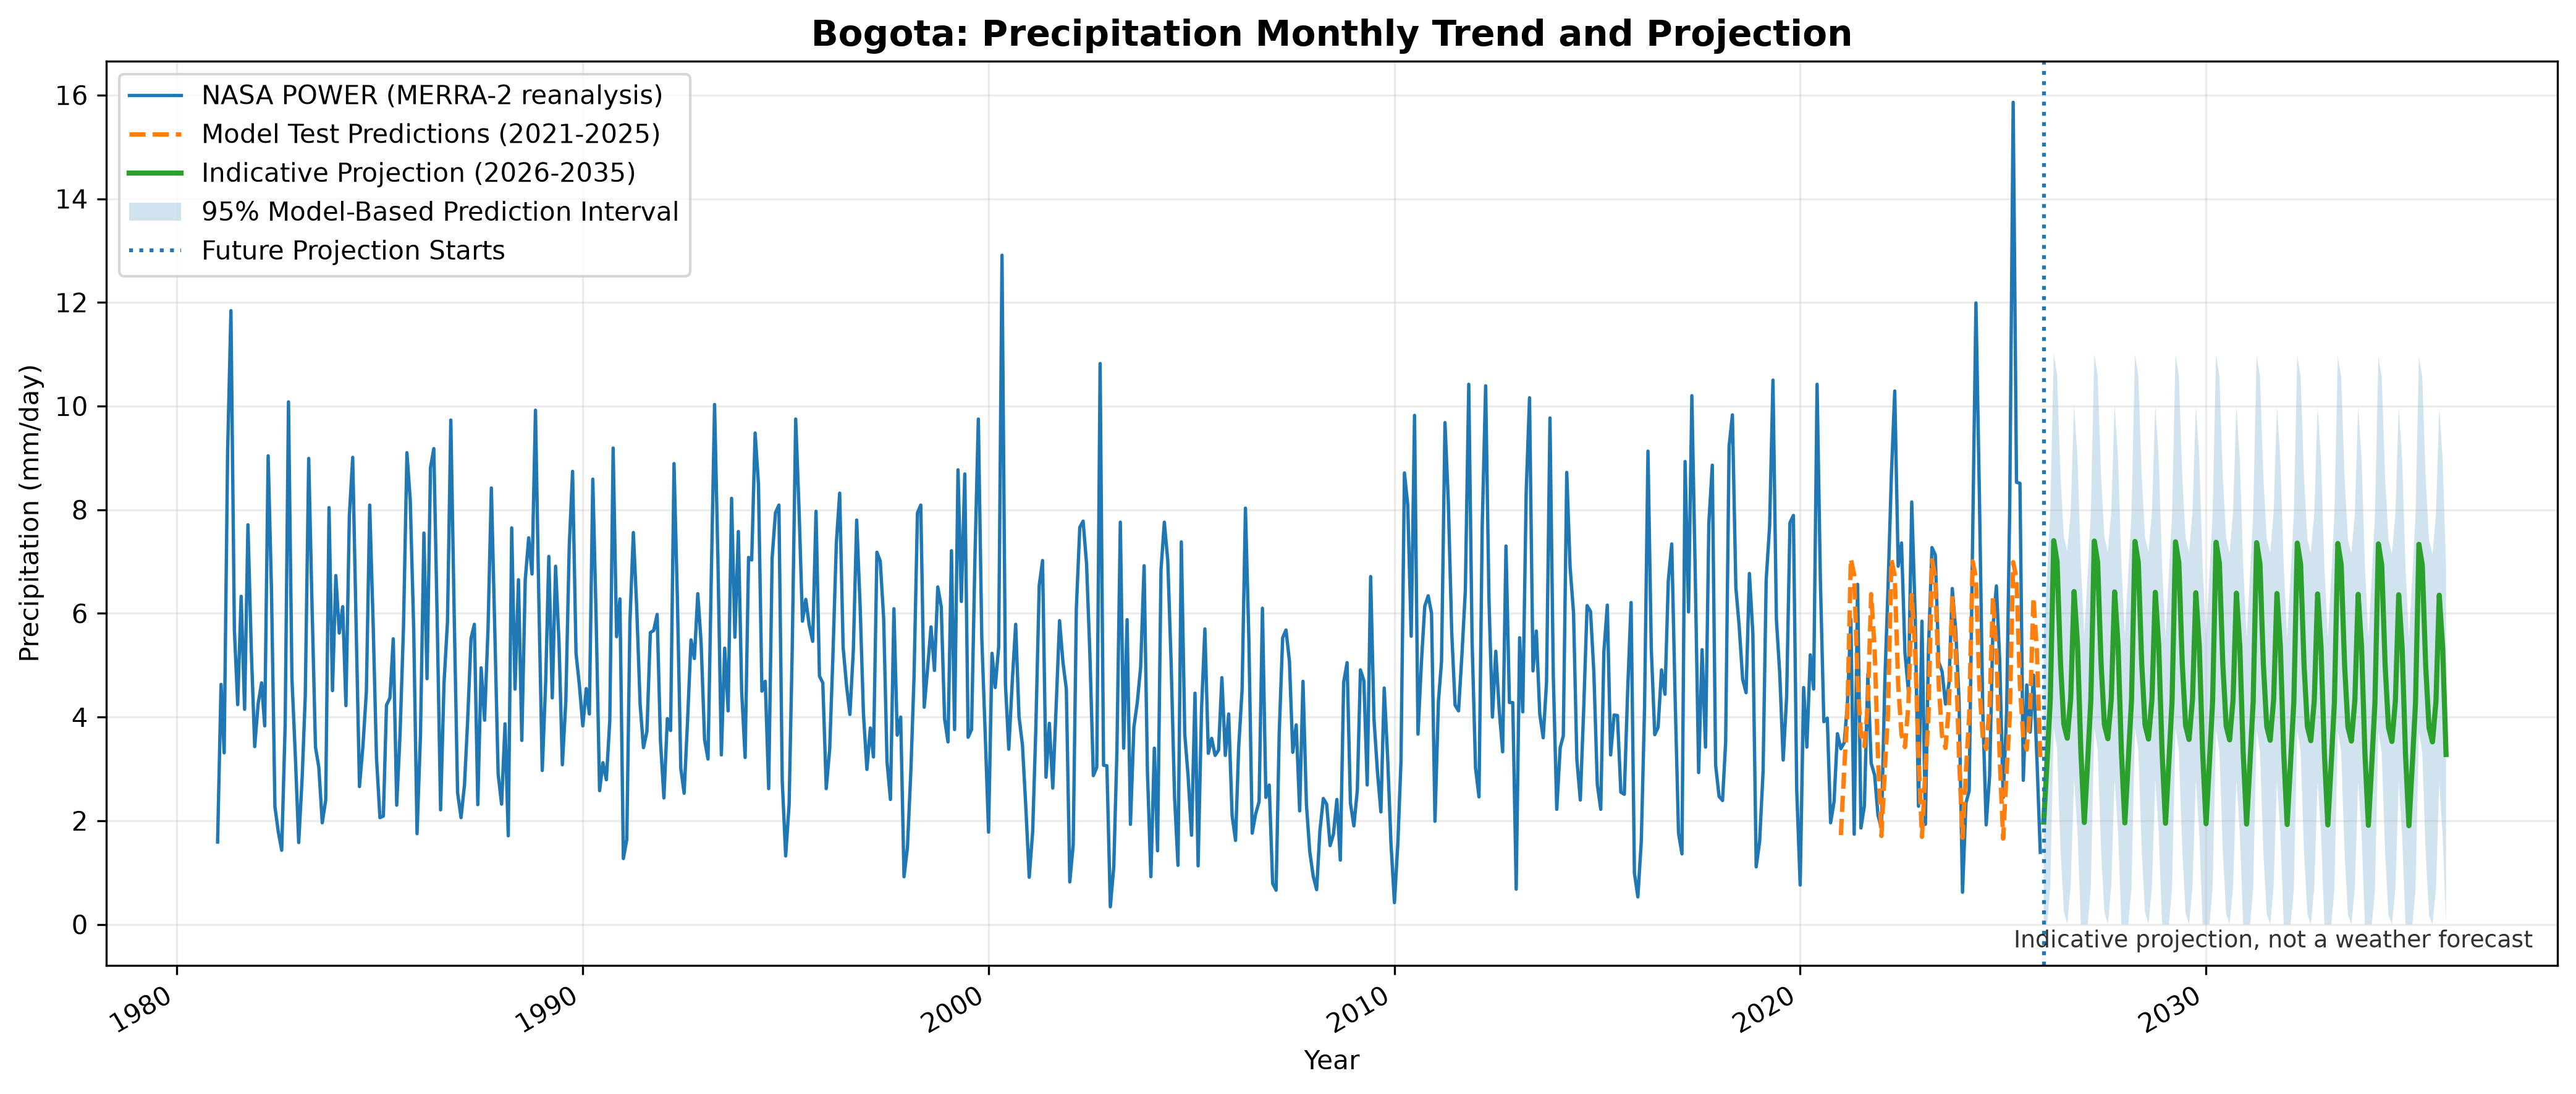 Bogota: Precipitation Monthly Trend and Projection
NASA POWER (MERRA-2 reanalysis)
Model Test Predictions (2021-2025)
Indicative Projection (2026-2035)
95% Model-Based Prediction Interval
Future Projection Starts
16
14
12
10
8
6
4
2
0
Precipitation (mm/day)
Indicative projection, not a weather forecast
1980
1990
2000
2010
2020
2030
Year